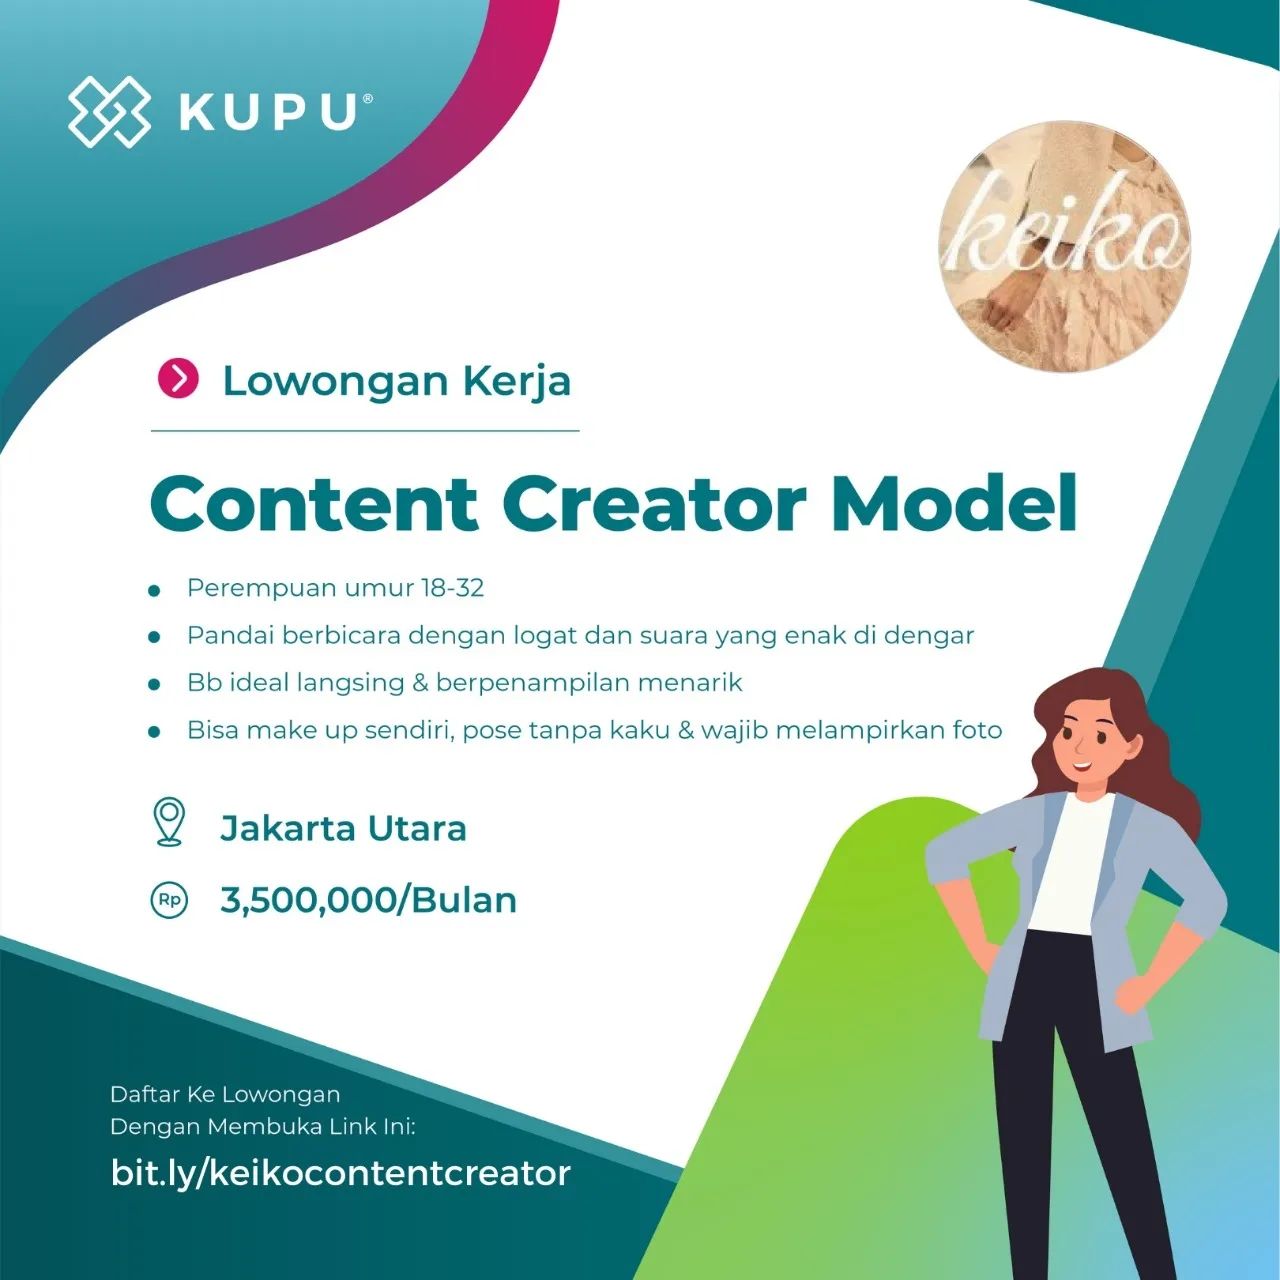 KUPU®
keiko
Lowongan Kerja
Content Creator Model
Perempuan umur 18-32
Pandai berbicara dengan logat dan suara yang enak di dengar
Bb ideal langsing & berpenampilan menarik
Bisa make up sendiri, pose tanpa kaku & wajib melampirkan foto
Jakarta Utara
Rp 3,500,000/Bulan
Daftar Ke Lowongan
Dengan Membuka Link Ini:
bit.ly/keikocontentcreator